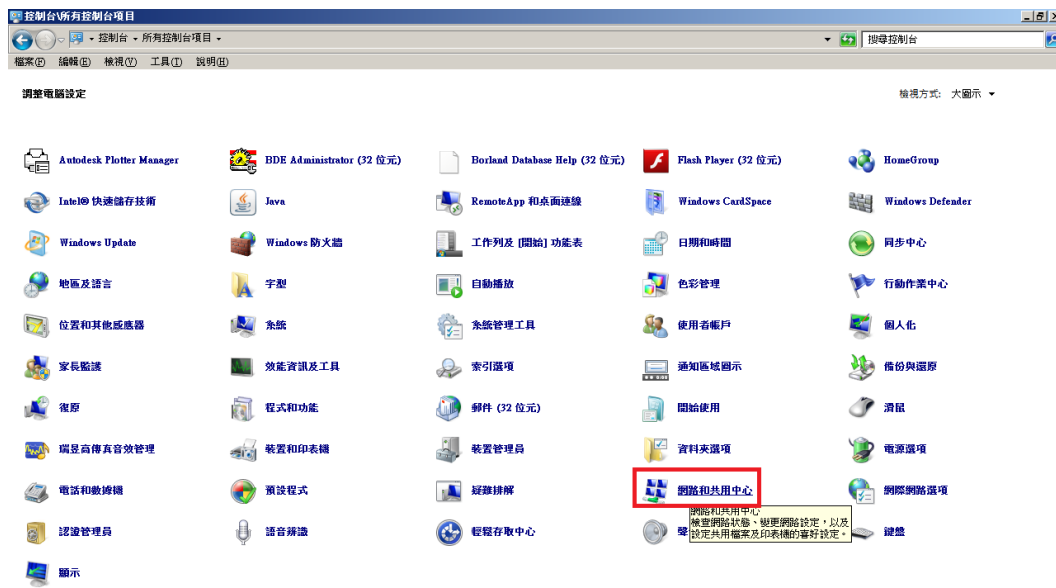 控制台\所有控制台項目
控制台 所有控制台項目 搜尋控制台
檔案(F) 編輯(E) 檢視(V) 工具(T) 說明(H)
調整電腦設定 檢視方式: 大圖示
Autodesk Plotter Manager BDE Administrator (32 位元) Borland Database Help (32 位元) Flash Player (32 位元) HomeGroup
Intel® 快速儲存技術 Java RemoteApp 和桌面連線 Windows CardSpace Windows Defender
Windows Update Windows 防火牆 工作列及 [開始] 功能表 日期和時間 同步中心
地區及語言 字型 自動播放 色彩管理 行動作業中心
位置和其他感應器 系統 系統管理工具 使用者帳戶 個人化
家長監護 效能資訊及工具 索引選項 通知區域圖示 備份與還原
復原 程式和功能 郵件 (32 位元) 開始使用 滑鼠
瑞昱高傳真音效管理 裝置和印表機 裝置管理員 資料夾選項 電源選項
電話和數據機 預設程式 疑難排解 網路和共用中心 網際網路選項
網路和共用中心
檢查網路狀態、變更網路設定，以及
設定共用檔案及印表機的喜好設定。
認證管理員 語音辨識 輕鬆存取中心 聲 鍵盤
顯示